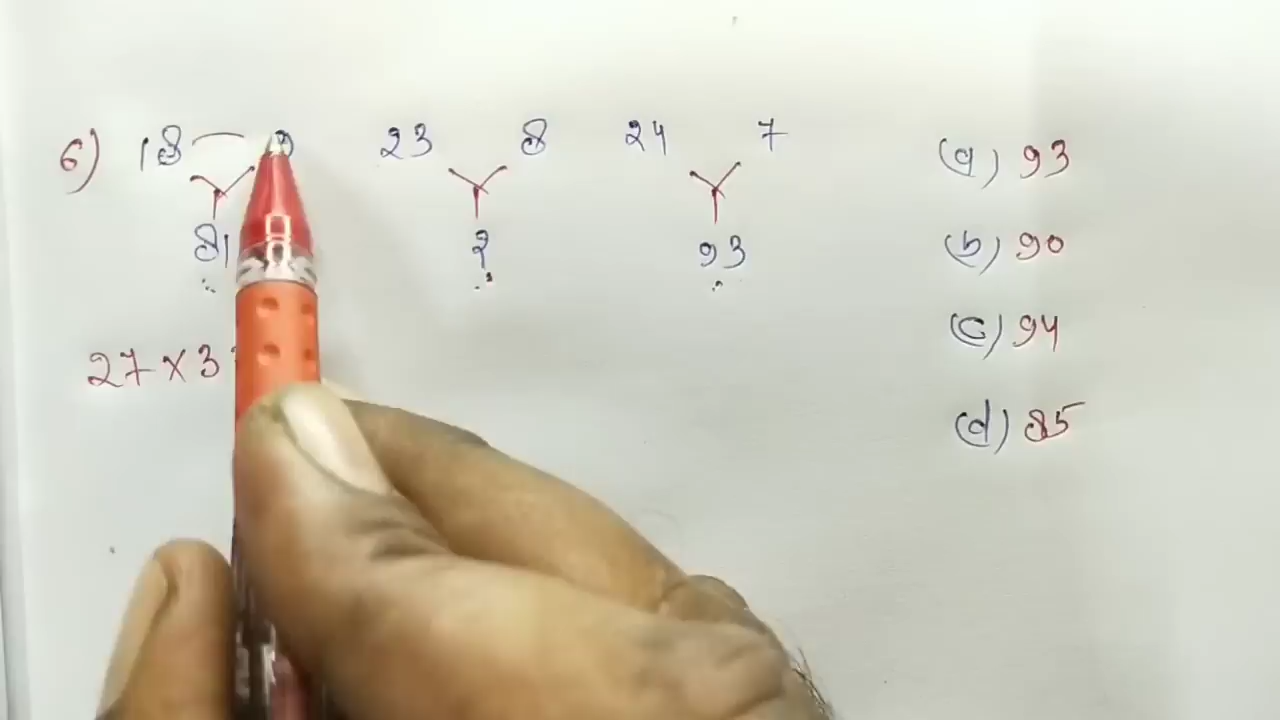 6) 18 23 8 24 7
81 ? 93
27 × 3
(a) 93
(b) 90
(c) 94
(d) 85